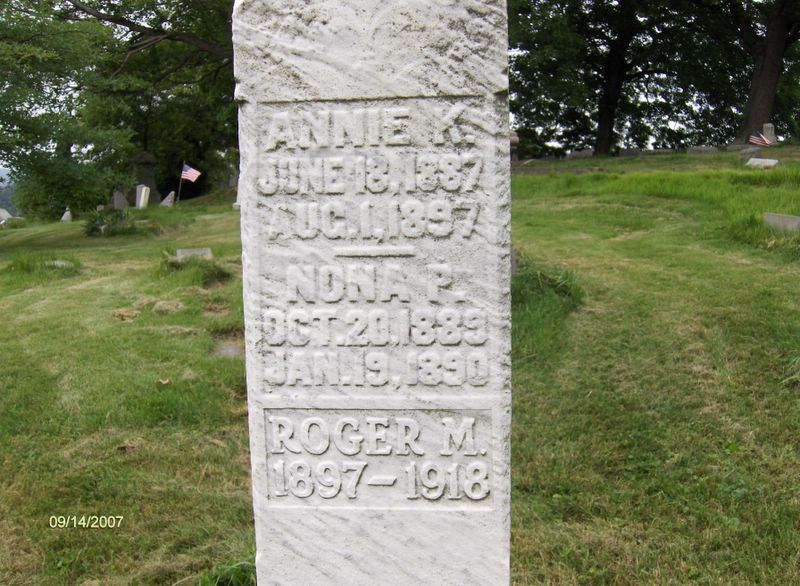 ANNIE K.
JUNE 18, 1887
AUG. 1, 1897
NONA P.
OCT. 20, 1889
JAN. 19, 1890
ROGER M.
1897–1918
09/14/2007